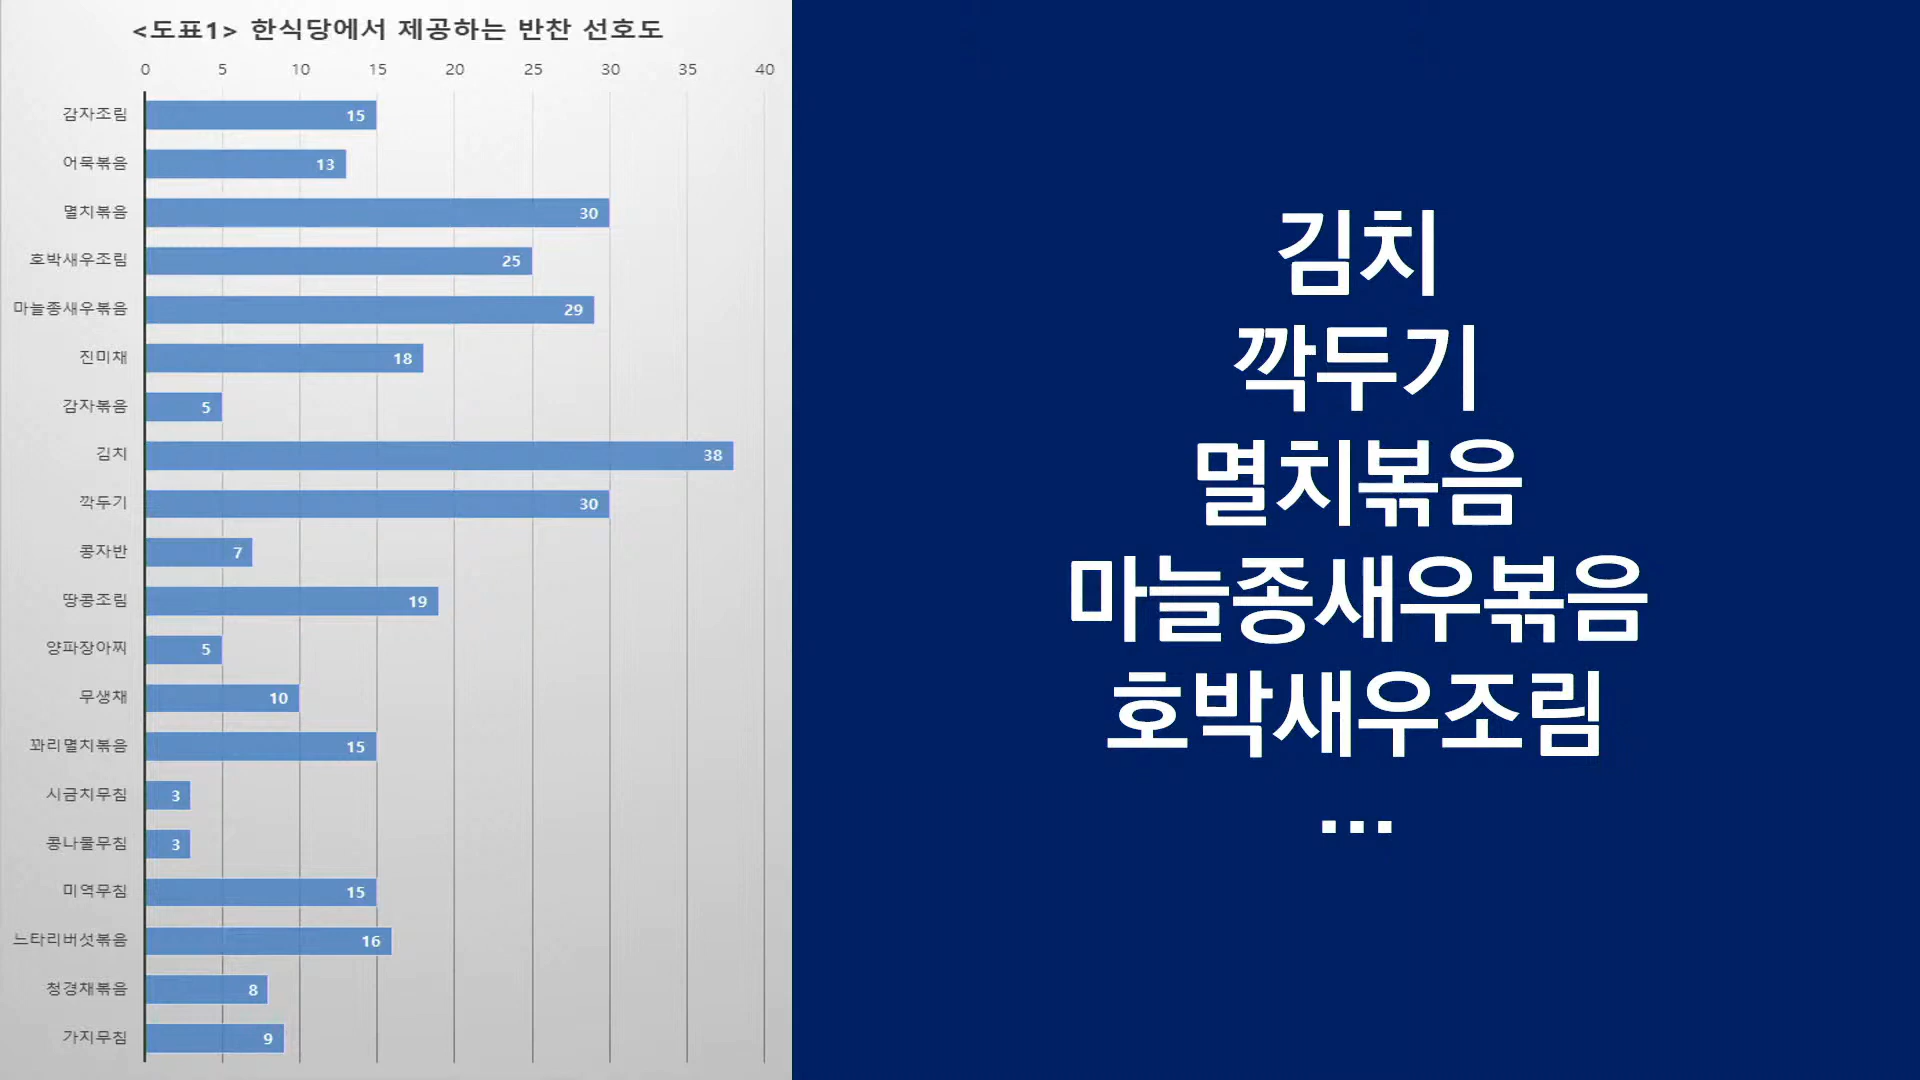 <도표1> 한식당에서 제공하는 반찬 선호도
0 5 10 15 20 25 30 35 40
감자조림 15
어묵볶음 13
멸치볶음 30
호박새우조림 25
마늘종새우볶음 29
진미채 18
감자볶음 5
김치 38
깍두기 30
콩자반 7
땅콩조림 19
양파장아찌 5
무생채 10
꽈리멸치볶음 15
시금치무침 3
콩나물무침 3
미역무침 15
느타리버섯볶음 16
청경채볶음 8
가지무침 9
김치
깍두기
멸치볶음
마늘종새우볶음
호박새우조림
...